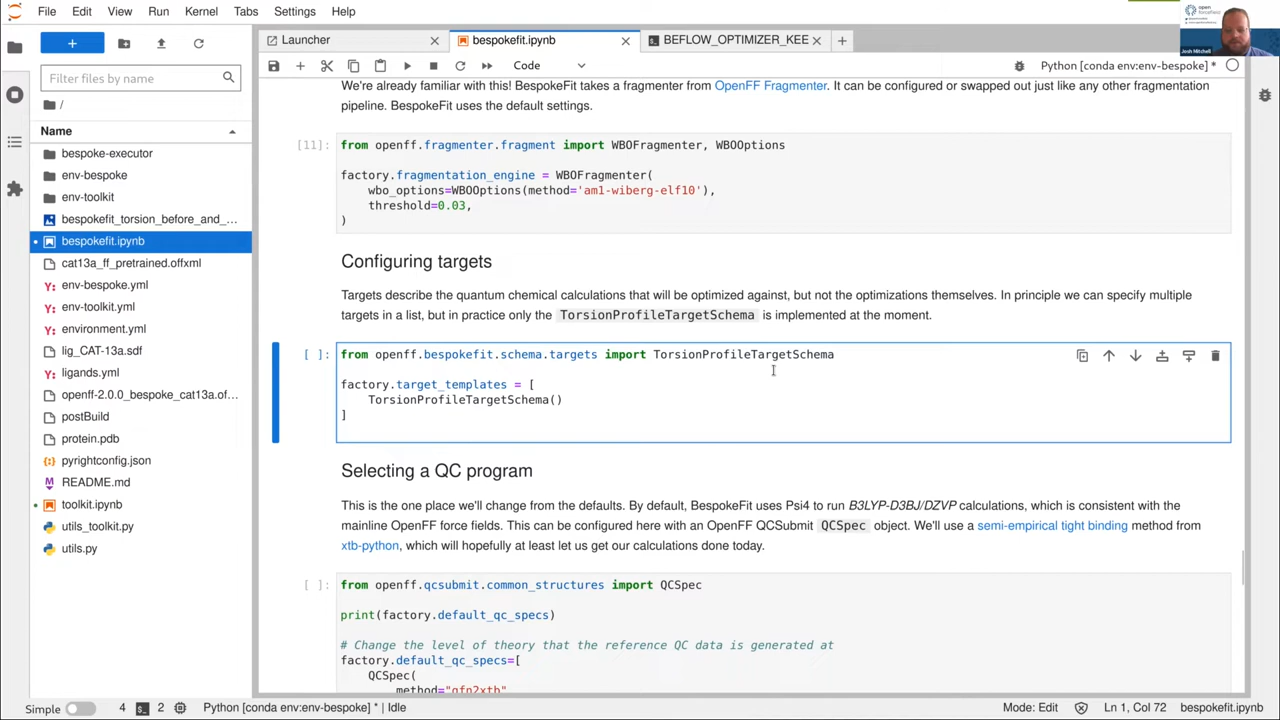 File Edit View Run Kernel Tabs Settings Help
open
forcefield
Josh Mitchell
Launcher
bespokefit.ipynb
BEFLOW_OPTIMIZER_KEE
Code
Python [conda env:env-bespoke] *
Filter files by name
/
Name
bespoke-executor
env-bespoke
env-toolkit
bespokefit_torsion_before_and_…
bespokefit.ipynb
cat13a_ff_pretrained.offxml
env-bespoke.yml
env-toolkit.yml
environment.yml
lig_CAT-13a.sdf
ligands.yml
openff-2.0.0_bespoke_cat13a.of…
postBuild
protein.pdb
pyrightconfig.json
README.md
toolkit.ipynb
utils_toolkit.py
utils.py
We're already familiar with this! BespokeFit takes a fragmenter from OpenFF Fragmenter. It can be configured or swapped out just like any other fragmentation
pipeline. BespokeFit uses the default settings.
[11]:
from openff.fragmenter.fragment import WBOFragmenter, WBOOptions
factory.fragmentation_engine = WBOFragmenter(
wbo_options=WBOOptions(method='am1-wiberg-elf10'),
threshold=0.03,
)
Configuring targets
Targets describe the quantum chemical calculations that will be optimized against, but not the optimizations themselves. In principle we can specify multiple
targets in a list, but in practice only the TorsionProfileTargetSchema is implemented at the moment.
[ ]:
from openff.bespokefit.schema.targets import TorsionProfileTargetSchema
factory.target_templates = [
TorsionProfileTargetSchema()
]
Selecting a QC program
This is the one place we'll change from the defaults. By default, BespokeFit uses Psi4 to run B3LYP-D3BJ/DZVP calculations, which is consistent with the
mainline OpenFF force fields. This can be configured here with an OpenFF QCSubmit QCSpec object. We'll use a semi-empirical tight binding method from
xtb-python, which will hopefully at least let us get our calculations done today.
[ ]:
from openff.qcsubmit.common_structures import QCSpec
print(factory.default_qc_specs)
# Change the level of theory that the reference QC data is generated at
factory.default_qc_specs=[
QCSpec(
method="gfn2xtb"
Simple
4
2
Python [conda env:env-bespoke] * | Idle
Mode: Edit
Ln 1, Col 72
bespokefit.ipynb